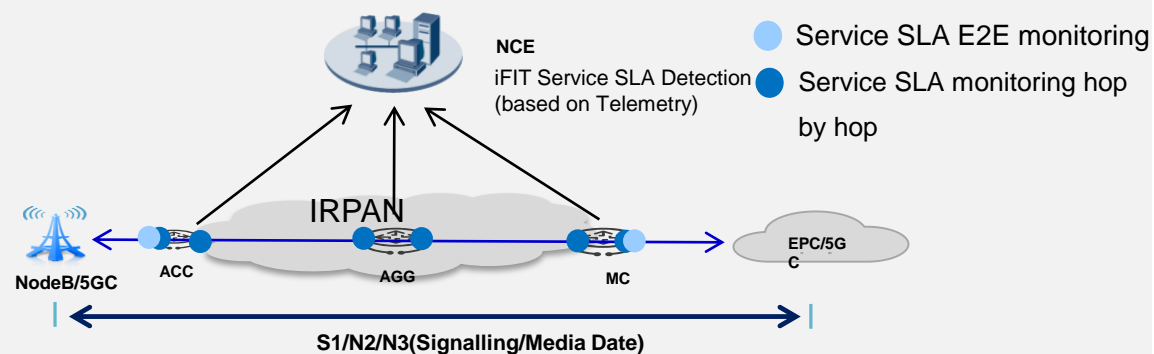 NCE
iFIT Service SLA Detection
(based on Telemetry)
Service SLA E2E monitoring
Service SLA monitoring hop
by hop
IRPAN
NodeB/5GC
ACC
AGG
MC
EPC/5G
C
S1/N2/N3(Signalling/Media Date)